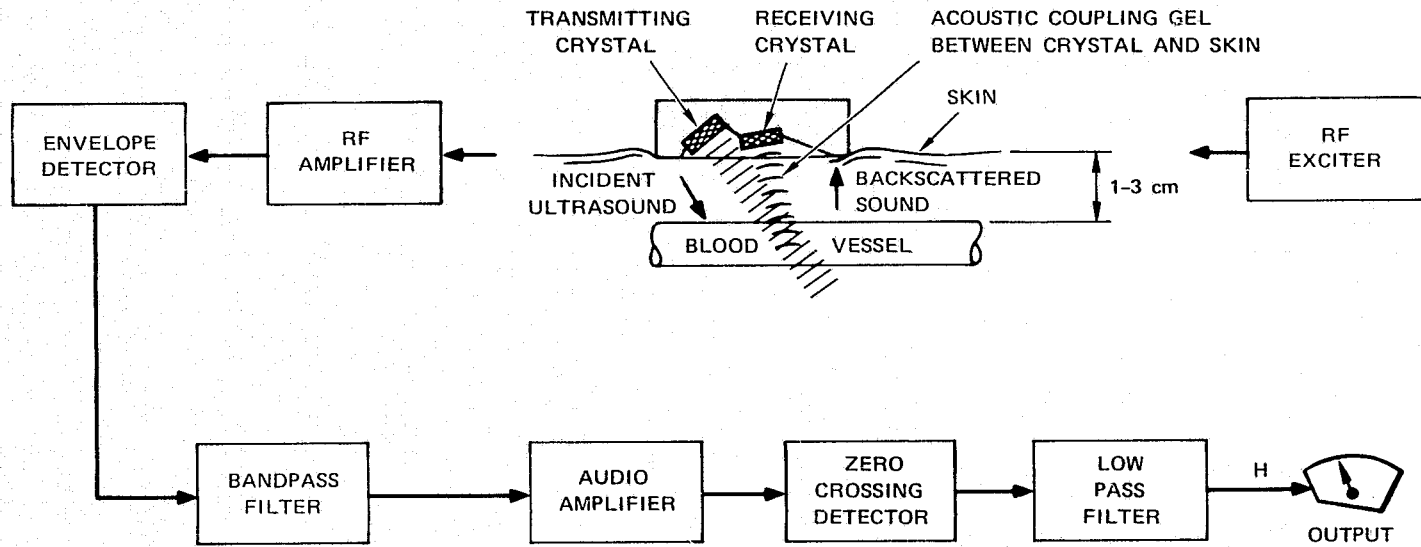 TRANSMITTING
CRYSTAL
RECEIVING
CRYSTAL
ACOUSTIC COUPLING GEL
BETWEEN CRYSTAL AND SKIN
SKIN
ENVELOPE
DETECTOR
RF
AMPLIFIER
RF
EXCITER
INCIDENT
ULTRASOUND
BACKSCATTERED
SOUND
1–3 cm
BLOOD VESSEL
BANDPASS
FILTER
AUDIO
AMPLIFIER
ZERO
CROSSING
DETECTOR
LOW
PASS
FILTER
H
OUTPUT